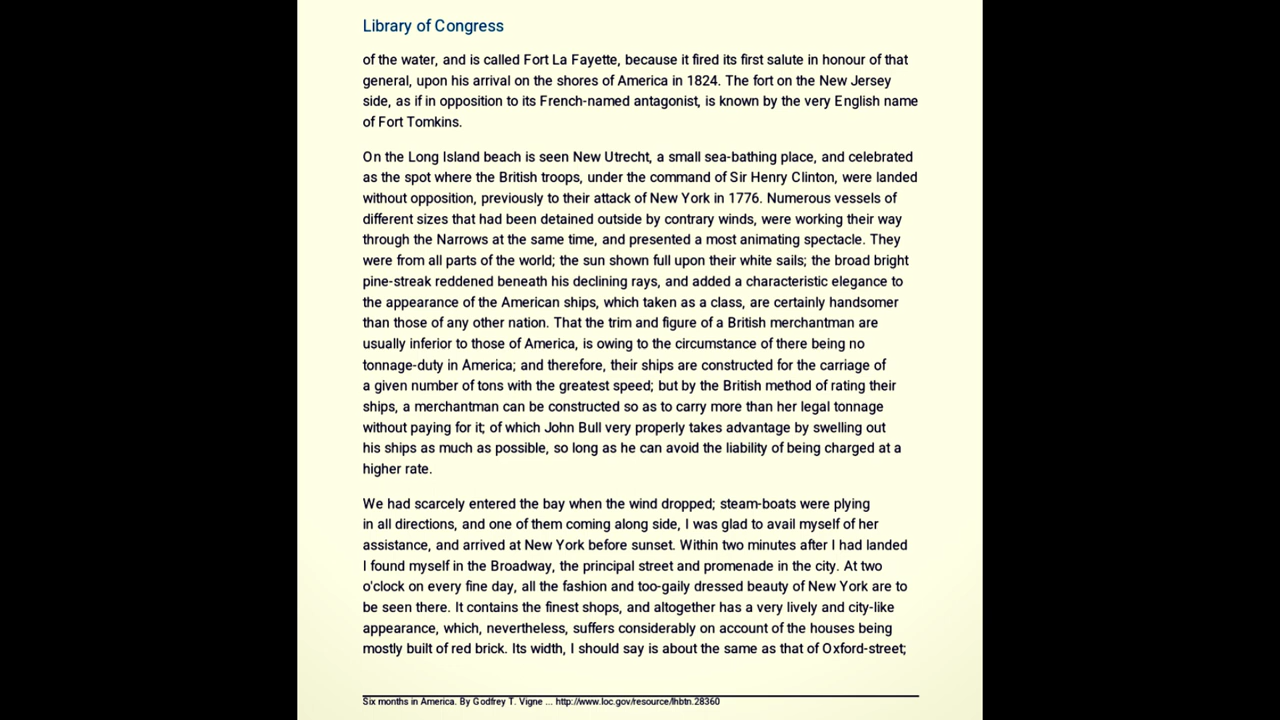 Library of Congress
of the water, and is called Fort La Fayette, because it fired its first salute in honour of that
general, upon his arrival on the shores of America in 1824. The fort on the New Jersey
side, as if in opposition to its French-named antagonist, is known by the very English name
of Fort Tomkins.
On the Long Island beach is seen New Utrecht, a small sea-bathing place, and celebrated
as the spot where the British troops, under the command of Sir Henry Clinton, were landed
without opposition, previously to their attack of New York in 1776. Numerous vessels of
different sizes that had been detained outside by contrary winds, were working their way
through the Narrows at the same time, and presented a most animating spectacle. They
were from all parts of the world; the sun shown full upon their white sails; the broad bright
pine-streak reddened beneath his declining rays, and added a characteristic elegance to
the appearance of the American ships, which taken as a class, are certainly handsomer
than those of any other nation. That the trim and figure of a British merchantman are
usually inferior to those of America, is owing to the circumstance of there being no
tonnage-duty in America; and therefore, their ships are constructed for the carriage of
a given number of tons with the greatest speed; but by the British method of rating their
ships, a merchantman can be constructed so as to carry more than her legal tonnage
without paying for it; of which John Bull very properly takes advantage by swelling out
his ships as much as possible, so long as he can avoid the liability of being charged at a
higher rate.
We had scarcely entered the bay when the wind dropped; steam-boats were plying
in all directions, and one of them coming along side, I was glad to avail myself of her
assistance, and arrived at New York before sunset. Within two minutes after I had landed
I found myself in the Broadway, the principal street and promenade in the city. At two
o'clock on every fine day, all the fashion and too-gaily dressed beauty of New York are to
be seen there. It contains the finest shops, and altogether has a very lively and city-like
appearance, which, nevertheless, suffers considerably on account of the houses being
mostly built of red brick. Its width, I should say is about the same as that of Oxford-street;
Six months in America. By Godfrey T. Vigne ... http://www.loc.gov/resource/lhbtn.28360